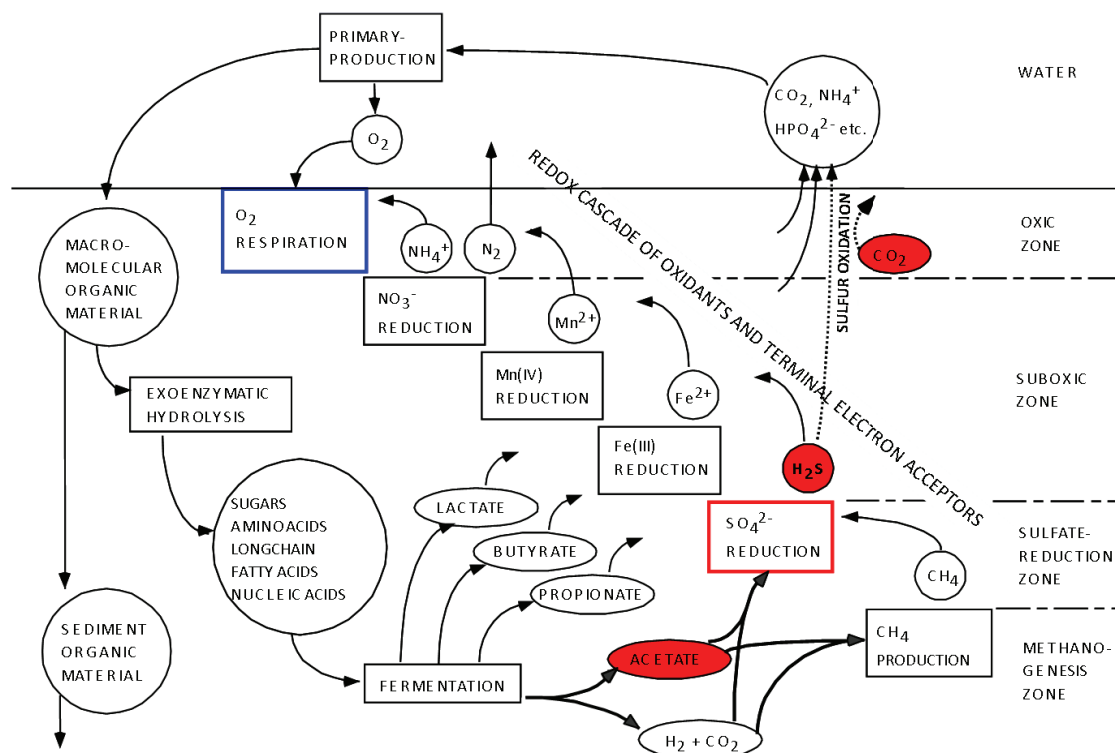 PRIMARY-
PRODUCTION
CO₂, NH₄⁺
HPO₄²⁻ etc.
WATER
O₂
REDOX CASCADE OF OXIDANTS AND TERMINAL ELECTRON ACCEPTORS
O₂
RESPIRATION
NH₄⁺
N₂
SULFUR OXIDATION
CO₂
OXIC
ZONE
MACRO-
MOLECULAR
ORGANIC
MATERIAL
NO₃⁻
REDUCTION
Mn²⁺
Mn(IV)
REDUCTION
Fe²⁺
SUBOXIC
ZONE
EXOENZYMATIC
HYDROLYSIS
Fe(III)
REDUCTION
H₂S
SUGARS
AMINOACIDS
LONGCHAIN
FATTY ACIDS
NUCLEIC ACIDS
LACTATE
BUTYRATE
PROPIONATE
SO₄²⁻
REDUCTION
CH₄
SULFATE-
REDUCTION
ZONE
SEDIMENT
ORGANIC
MATERIAL
FERMENTATION
ACETATE
H₂ + CO₂
CH₄
PRODUCTION
METHANO-
GENESIS
ZONE